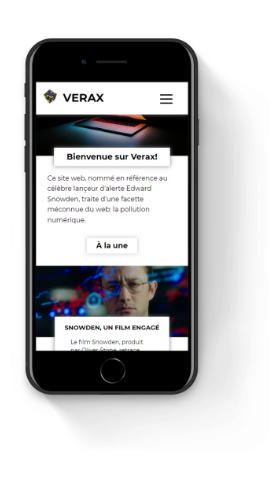 VERAX
Bienvenue sur Verax!
Ce site web, nommé en référence au
célèbre lançeur d'alerte Edward
Snowden, traite d'une facette
méconnue du web: la pollution
numérique.
À la une
SNOWDEN, UN FILM ENGAGÉ
Le film Snowden, produit
par Oliver Stone, retrace